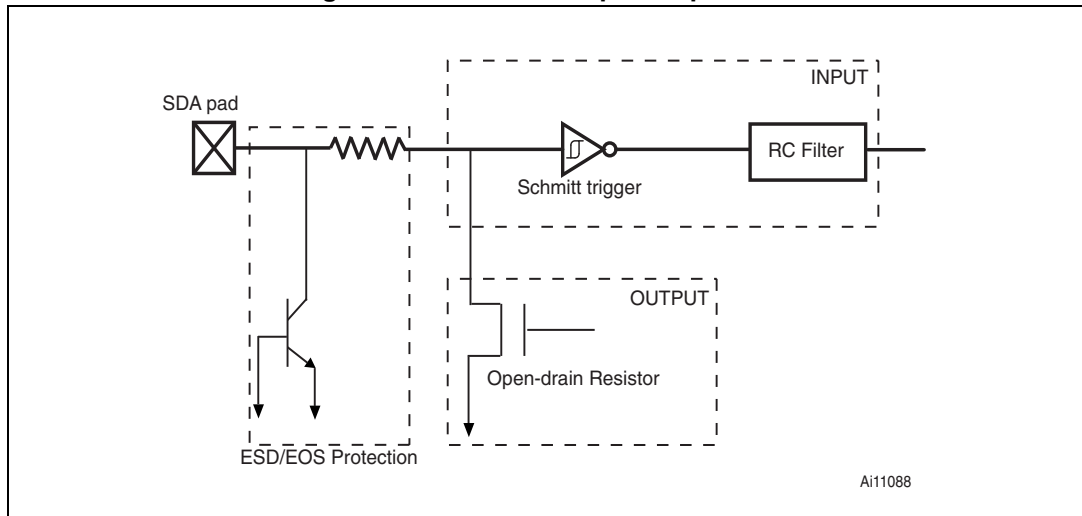 INPUT
SDA pad
RC Filter
Schmitt trigger
OUTPUT
Open-drain Resistor
ESD/EOS Protection
Ai11088